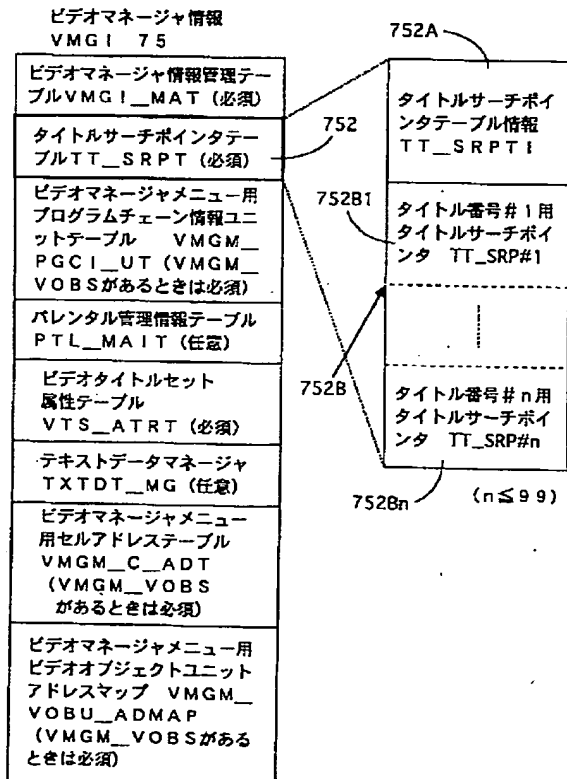 ビデオマネージャ情報
VMGI 75
ビデオマネージャ情報管理テー
ブルVMGI__MAT(必須)
タイトルサーチポインタテー
ブルTT__SRPT(必須)
ビデオマネージャメニュー用
プログラムチェーン情報ユニ
ットテーブル VMGM__
PGCI__UT(VMGM__
VOBSがあるときは必須)
パレンタル管理情報テーブル
PTL__MAIT(任意)
ビデオタイトルセット
属性テーブル
VTS__ATRT(必須)
テキストデータマネージャ
TXTDT__MG(任意)
ビデオマネージャメニュー
用セルアドレステーブル
VMGM__C__ADT
(VMGM__VOBS
があるときは必須)
ビデオマネージャメニュー用
ビデオオブジェクトユニット
アドレスマップ VMGM__
VOBU__ADMAP
(VMGM__VOBSがある
ときは必須)
752
752A
タイトルサーチポイ
ンタテーブル情報
TT__SRPTI
752B1
タイトル番号#1用
タイトルサーチポイ
ンタ TT_SRP#1
752B
タイトル番号#n用
タイトルサーチポイ
ンタ TT_SRP#n
752Bn
(n≦99)